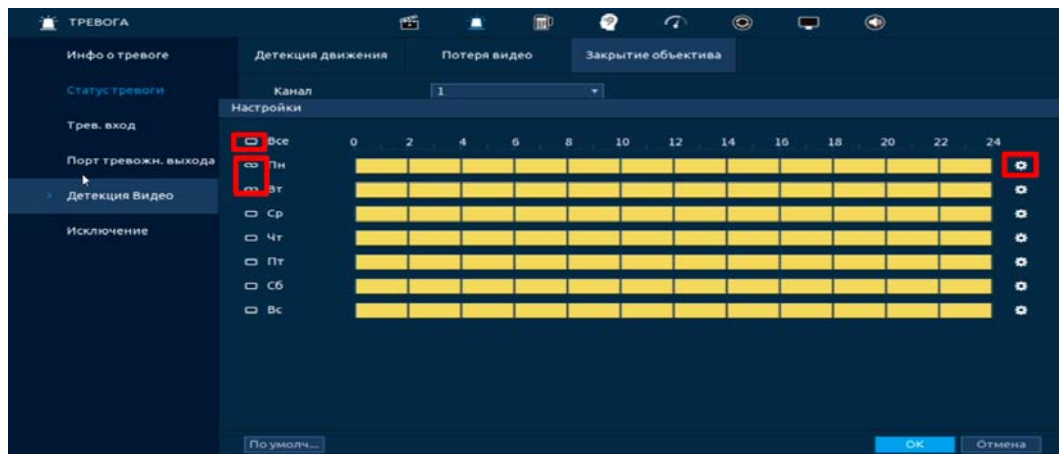 ТРЕВОГА
Инфо о тревоге
Детекция движения Потеря видео Закрытие объектива
Статус тревоги
Канал 1
Настройки
Трев. вход
Все 0 2 4 6 8 10 12 14 16 18 20 22 24
Порт тревожн. выхода
Пн
Вт
Детекция Видео
Ср
Исключение
Чт
Пт
Сб
Вс
По умолч...
OK Отмена